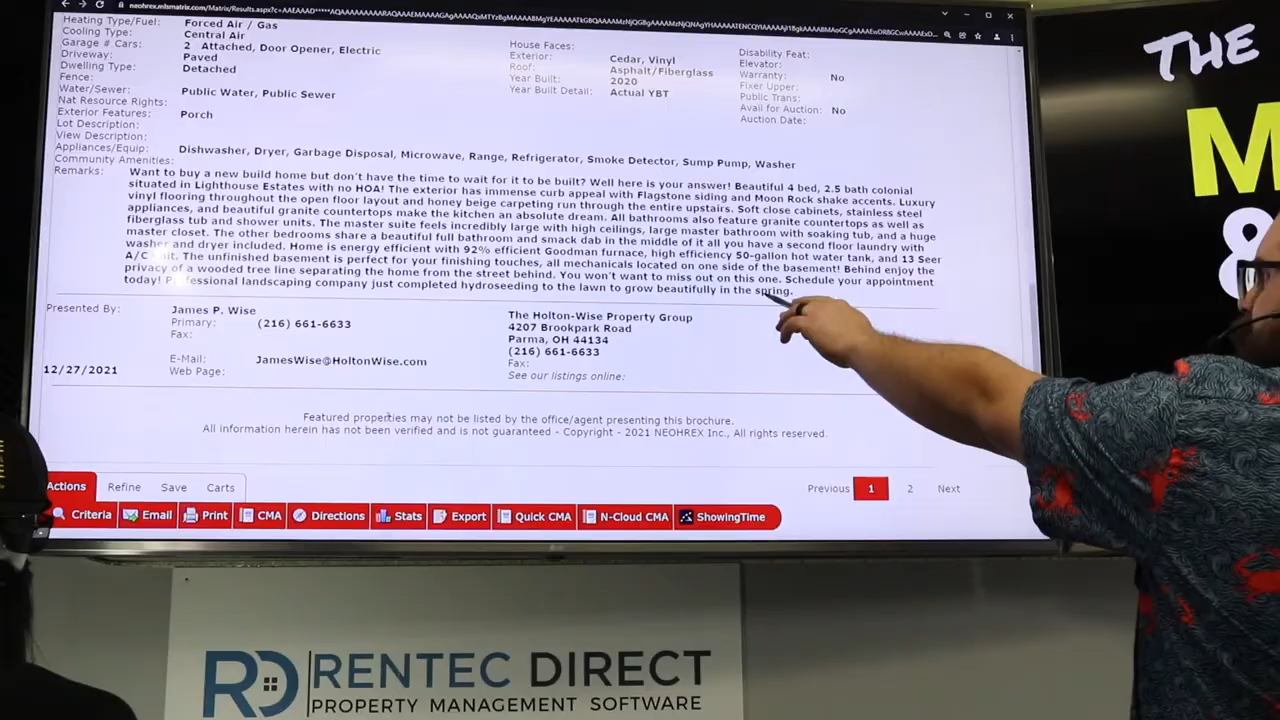 neohrex.mlsmatrix.com/Matrix/Results.aspx?
THE
M
&
Heating Type/Fuel: Forced Air / Gas
Cooling Type: Central Air
Garage # Cars: 2 Attached, Door Opener, Electric
Driveway: Paved
Dwelling Type: Detached
Fence:
Water/Sewer: Public Water, Public Sewer
Nat Resource Rights:
Exterior Features: Porch
Lot Description:
View Description:
Appliances/Equip: Dishwasher, Dryer, Garbage Disposal, Microwave, Range, Refrigerator, Smoke Detector, Sump Pump, Washer
Community Amenities:
House Faces:
Exterior: Cedar, Vinyl
Roof: Asphalt/Fiberglass
Year Built: 2020
Year Built Detail: Actual YBT
Disability Feat:
Elevator:
Warranty: No
Fixer Upper:
Public Trans:
Avail for Auction: No
Auction Date:
Remarks: Want to buy a new build home but don't have the time to wait for it to be built? Well here is your answer! Beautiful 4 bed, 2.5 bath colonial
situated in Lighthouse Estates with no HOA! The exterior has immense curb appeal with Flagstone siding and Moon Rock shake accents. Luxury
vinyl flooring throughout the open floor layout and honey beige carpeting run through the entire upstairs. Soft close cabinets, stainless steel
appliances, and beautiful granite countertops make the kitchen an absolute dream. All bathrooms also feature granite countertops as well as
fiberglass tub and shower units. The master suite feels incredibly large with high ceilings, large master bathroom with soaking tub, and a huge
master closet. The other bedrooms share a beautiful full bathroom and smack dab in the middle of it all you have a second floor laundry with
washer and dryer included. Home is energy efficient with 92% efficient Goodman furnace, high efficiency 50-gallon hot water tank, and 13 Seer
A/C unit. The unfinished basement is perfect for your finishing touches, all mechanicals located on one side of the basement! Behind enjoy the
privacy of a wooded tree line separating the home from the street behind. You won't want to miss out on this one. Schedule your appointment
today! Professional landscaping company just completed hydroseeding to the lawn to grow beautifully in the spring.
Presented By: James P. Wise
Primary: (216) 661-6633
Fax:
E-Mail: JamesWise@HoltonWise.com
Web Page:
12/27/2021
The Holton-Wise Property Group
4207 Brookpark Road
Parma, OH 44134
(216) 661-6633
Fax:
See our listings online:
Featured properties may not be listed by the office/agent presenting this brochure.
All information herein has not been verified and is not guaranteed - Copyright - 2021 NEOHREX Inc., All rights reserved.
Actions Refine Save Carts
Previous 1 2 Next
Criteria Email Print CMA Directions Stats Export Quick CMA N-Cloud CMA ShowingTime
RD RENTEC DIRECT
PROPERTY MANAGEMENT SOFTWARE